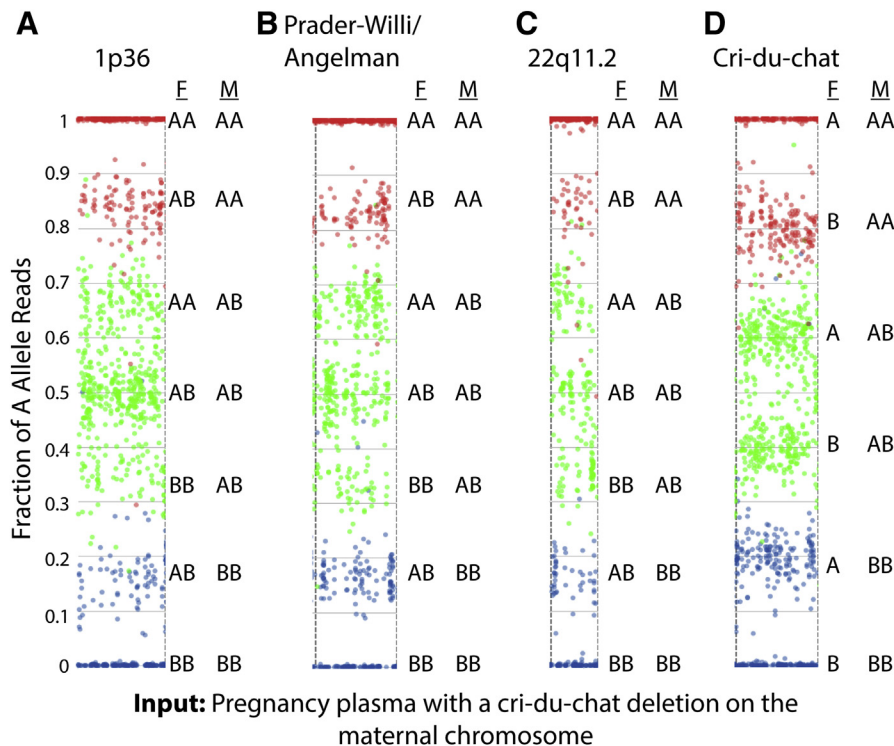 A
1p36
B Prader-Willi/
Angelman
C
22q11.2
D
Cri-du-chat
F M
F M
F M
F M
Fraction of A Allele Reads
1
0.9
0.8
0.7
0.6
0.5
0.4
0.3
0.2
0.1
0
AA AA
AB AA
AA AB
AB AB
BB AB
AB BB
BB BB
AA AA
AB AA
AA AB
AB AB
BB AB
AB BB
BB BB
AA AA
AB AA
AA AB
AB AB
BB AB
AB BB
BB BB
A AA
B AA
A AB
B AB
A BB
B BB
Input: Pregnancy plasma with a cri-du-chat deletion on the
maternal chromosome